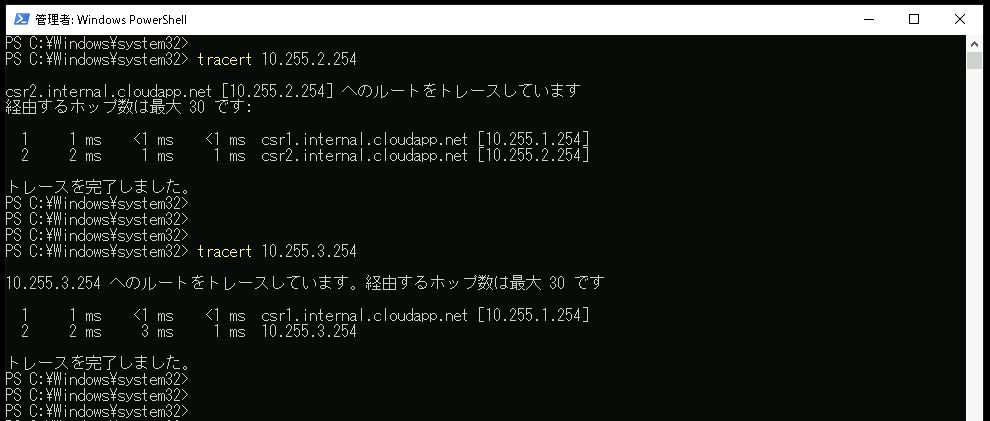 管理者: Windows PowerShell
PS C:¥Windows¥system32>
PS C:¥Windows¥system32> tracert 10.255.2.254
csr2.internal.cloudapp.net [10.255.2.254] へのルートをトレースしています
経由するホップ数は最大 30 です:
1 1 ms <1 ms <1 ms csr1.internal.cloudapp.net [10.255.1.254]
2 2 ms 1 ms 1 ms csr2.internal.cloudapp.net [10.255.2.254]
トレースを完了しました。
PS C:¥Windows¥system32>
PS C:¥Windows¥system32>
PS C:¥Windows¥system32>
PS C:¥Windows¥system32> tracert 10.255.3.254
10.255.3.254 へのルートをトレースしています。経由するホップ数は最大 30 です
1 1 ms <1 ms <1 ms csr1.internal.cloudapp.net [10.255.1.254]
2 2 ms 3 ms 1 ms 10.255.3.254
トレースを完了しました。
PS C:¥Windows¥system32>
PS C:¥Windows¥system32>
PS C:¥Windows¥system32>